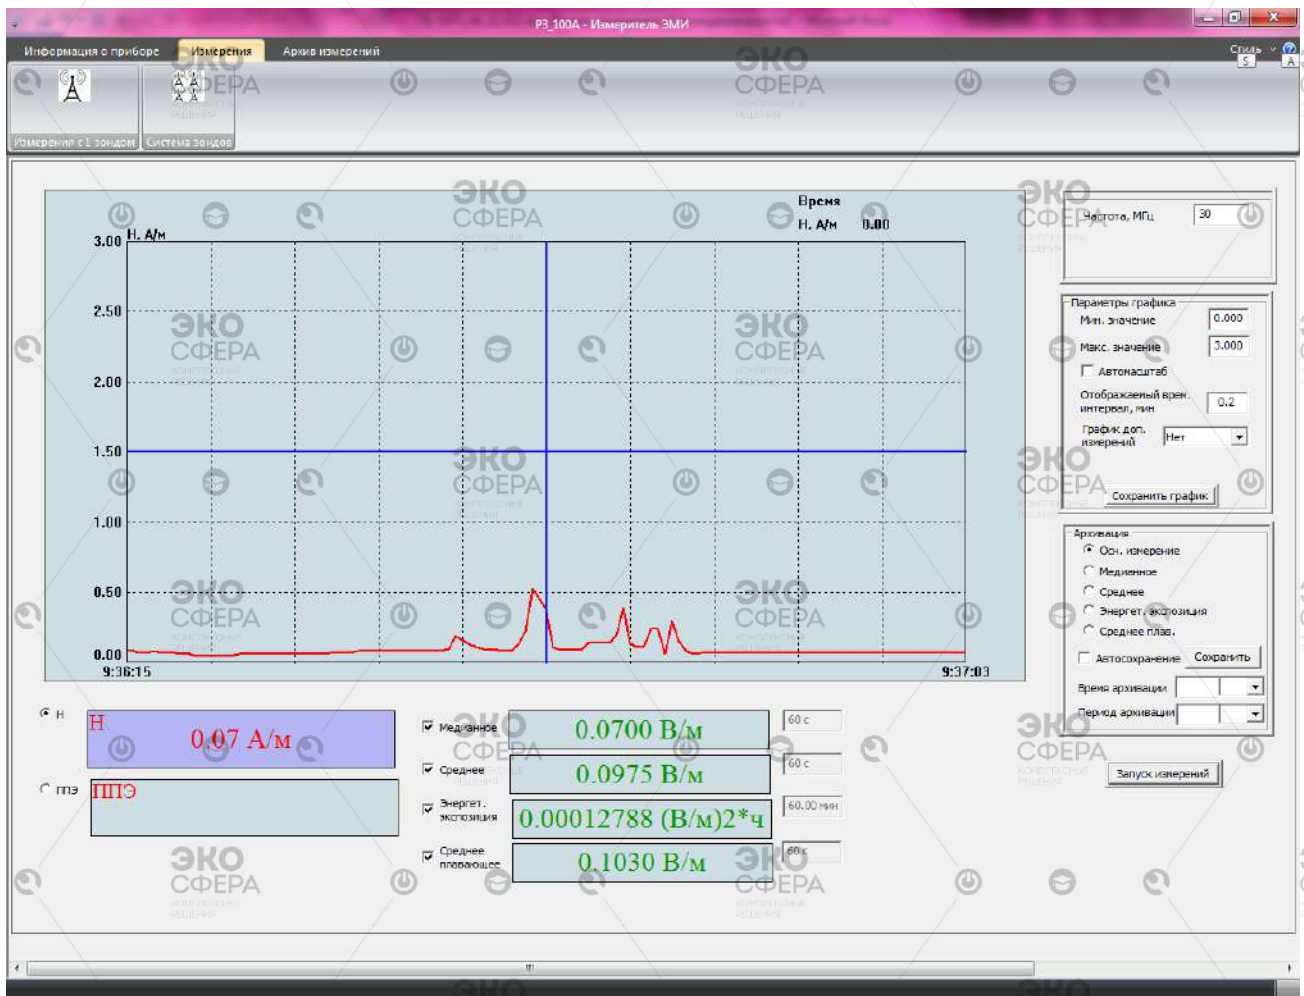 РЗ_100А - Измеритель ЭМИ
Информация о приборе Измерения Архив измерений Стиль
S A
Измерения с 1 зондом Система зондов
Время
Н. А/м 0.00
Н. А/м
3.00
2.50
2.00
1.50
1.00
0.50
0.00
9:36:15 9:37:03
Частота, МГц 30
Параметры графика
Мин. значение 0.000
Макс. значение 3.000
Автомасштаб
Отображаемый врем. интервал, мин 0.2
График доп. измерений Нет
Сохранить график
Архивация
Осн. измерение
Медианное
Среднее
Энергет. экспозиция
Среднее плав.
Автосохранение Сохранить
Время архивации
Период архивации
Запуск измерений
Н
Н
0.07 А/м
ППЭ
ППЭ
Медианное 0.0700 В/м 60 с
Среднее 0.0975 В/м 60 с
Энергет. экспозиция 0.00012788 (В/м)2*ч 60.00 мин
Среднее плавающее 0.1030 В/м 60 с
ЭКО
СФЕРА
КОМПЛЕКСНЫЕ
РЕШЕНИЯ